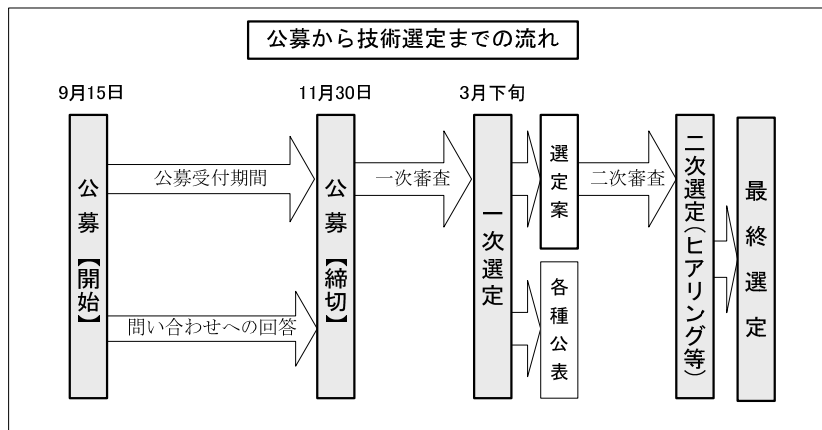 公募から技術選定までの流れ
9月15日
11月30日
3月下旬
公募【開始】
公募受付期間
問い合わせへの回答
公募【締切】
一次審査
一次選定
選定案
各種公表
二次審査
二次選定(ヒアリング等)
最終選定